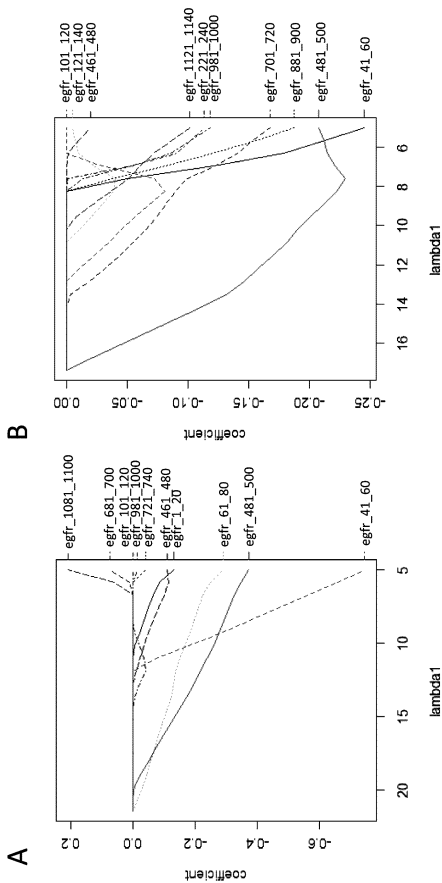 A
coefficient
0.2
0.0
-0.2
-0.4
-0.6
20
15
10
5
lambda1
egfr_1081_1100
egfr_681_700
egfr_101_120
egfr_981_1000
egfr_721_740
egfr_461_480
egfr_1_20
egfr_61_80
egfr_481_500
egfr_41_60
B
coefficient
0.00
-0.05
-0.10
-0.15
-0.20
-0.25
16
14
12
10
8
6
lambda1
egfr_101_120
egfr_121_140
egfr_461_480
egfr_1121_1140
egfr_221_240
egfr_981_1000
egfr_701_720
egfr_881_900
egfr_481_500
egfr_41_60